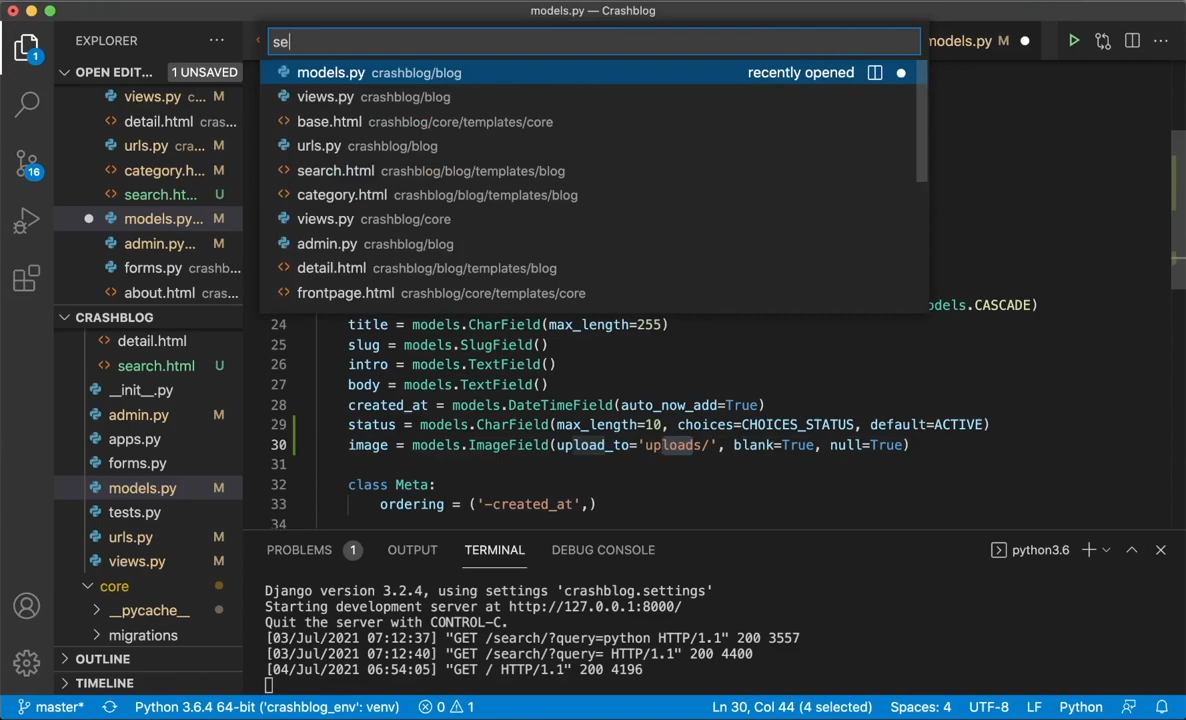 models.py — Crashblog
1
16
EXPLORER
OPEN EDIT... 1 UNSAVED
views.py c... M
detail.html cras...
urls.py cra... M
category.h... M
search.ht... U
models.py... M
admin.py... M
forms.py crashb...
about.html cras...
CRASHBLOG
detail.html
search.html U
__init__.py
admin.py M
apps.py
forms.py
models.py M
tests.py
urls.py M
views.py M
core
__pycache__
migrations
OUTLINE
TIMELINE
se
models.py M
models.py crashblog/blog recently opened
views.py crashblog/blog
base.html crashblog/core/templates/core
urls.py crashblog/blog
search.html crashblog/blog/templates/blog
category.html crashblog/blog/templates/blog
views.py crashblog/core
admin.py crashblog/blog
detail.html crashblog/blog/templates/blog
frontpage.html crashblog/core/templates/core
odels.CASCADE)
24 title = models.CharField(max_length=255)
25 slug = models.SlugField()
26 intro = models.TextField()
27 body = models.TextField()
28 created_at = models.DateTimeField(auto_now_add=True)
29 status = models.CharField(max_length=10, choices=CHOICES_STATUS, default=ACTIVE)
30 image = models.ImageField(upload_to='uploads/', blank=True, null=True)
31
32 class Meta:
33 ordering = ('-created_at',)
34
PROBLEMS 1 OUTPUT TERMINAL DEBUG CONSOLE python3.6
Django version 3.2.4, using settings 'crashblog.settings'
Starting development server at http://127.0.0.1:8000/
Quit the server with CONTROL-C.
[03/Jul/2021 07:12:37] "GET /search/?query=python HTTP/1.1" 200 3557
[03/Jul/2021 07:12:40] "GET /search/?query= HTTP/1.1" 200 4400
[04/Jul/2021 06:54:05] "GET / HTTP/1.1" 200 4196
master* Python 3.6.4 64-bit ('crashblog_env': venv) 0 1 Ln 30, Col 44 (4 selected) Spaces: 4 UTF-8 LF Python